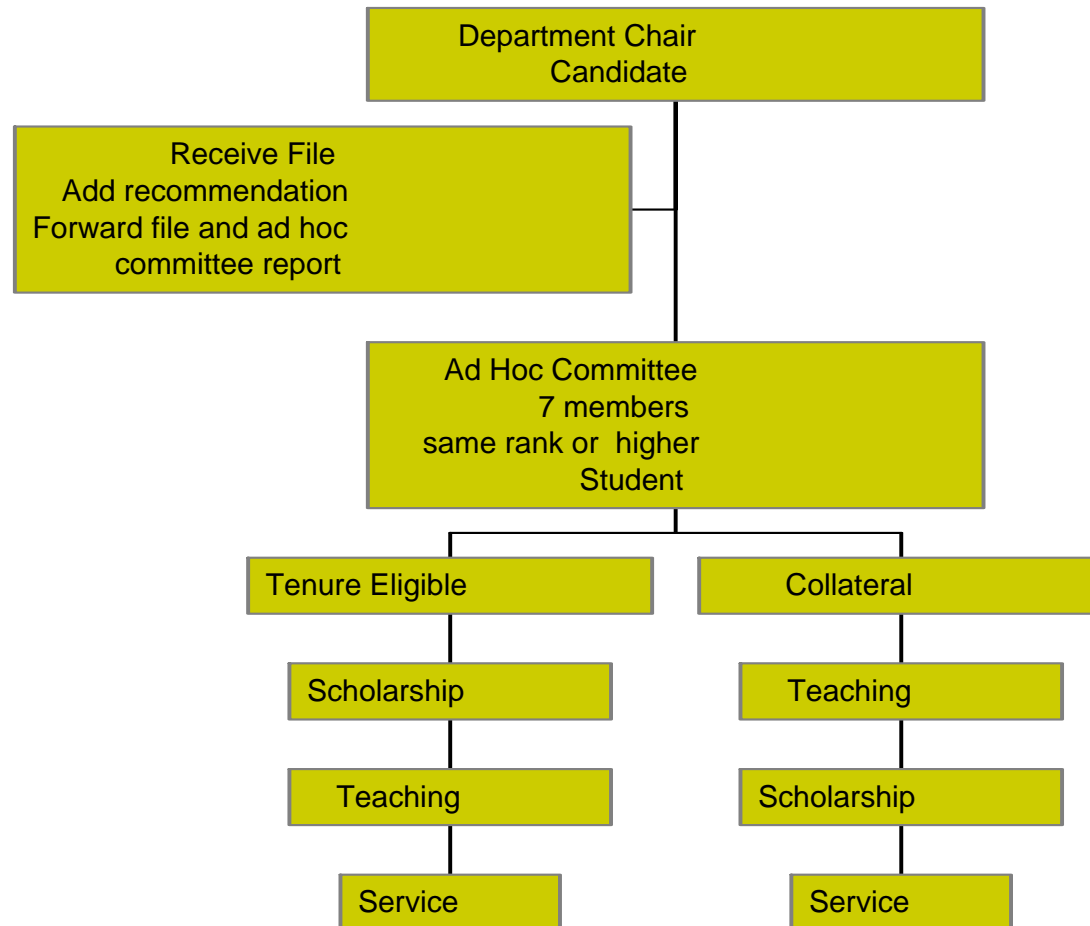 Department Chair
Candidate
Receive File
Add recommendation
Forward file and ad hoc
committee report
Ad Hoc Committee
7 members
same rank or higher
Student
Tenure Eligible
Collateral
Scholarship
Teaching
Teaching
Scholarship
Service
Service